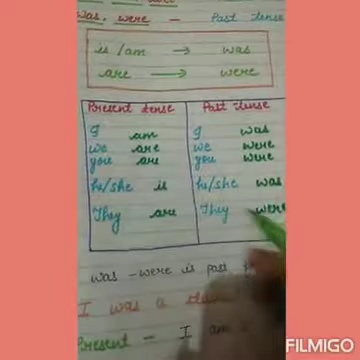 was, were - Past Tense
is / am → was
are → were
Present tense Past tense
I am I was
we are we were
you are you were
he/she is he/she was
They are They were
was - were is past
I was a
Present - I am a
FILMIGO